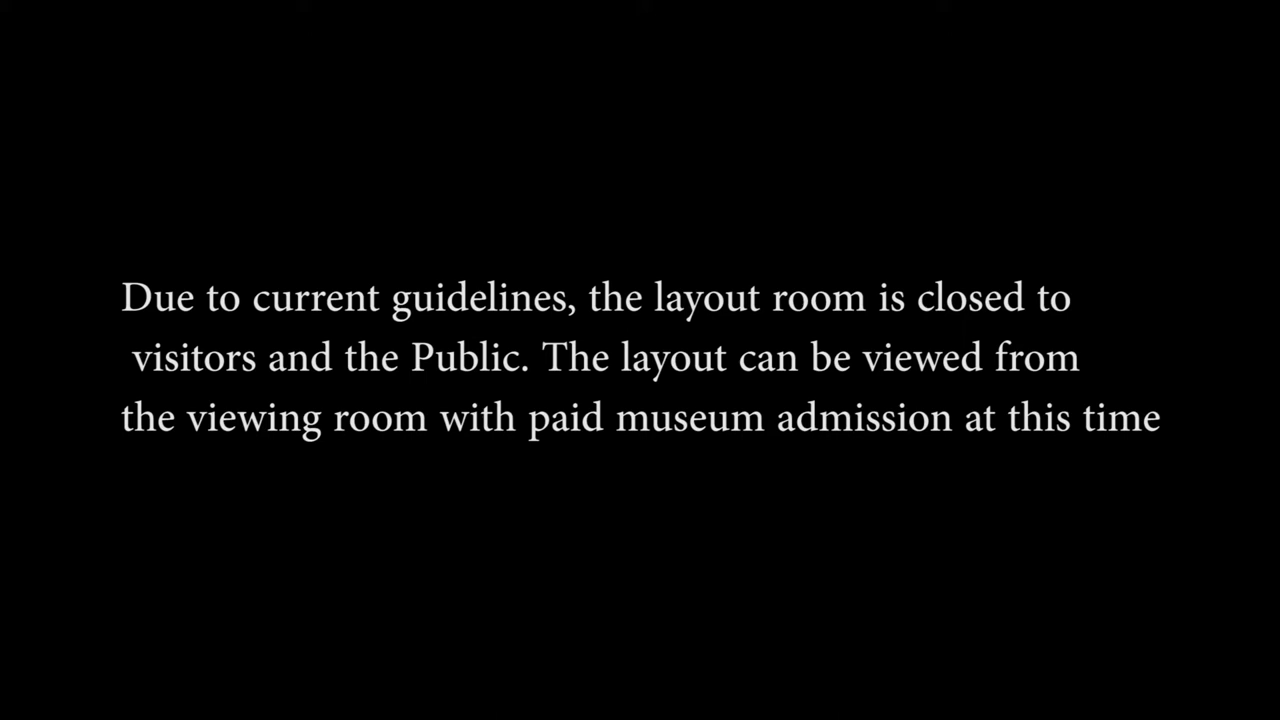 Due to current guidelines, the layout room is closed to
visitors and the Public. The layout can be viewed from
the viewing room with paid museum admission at this time